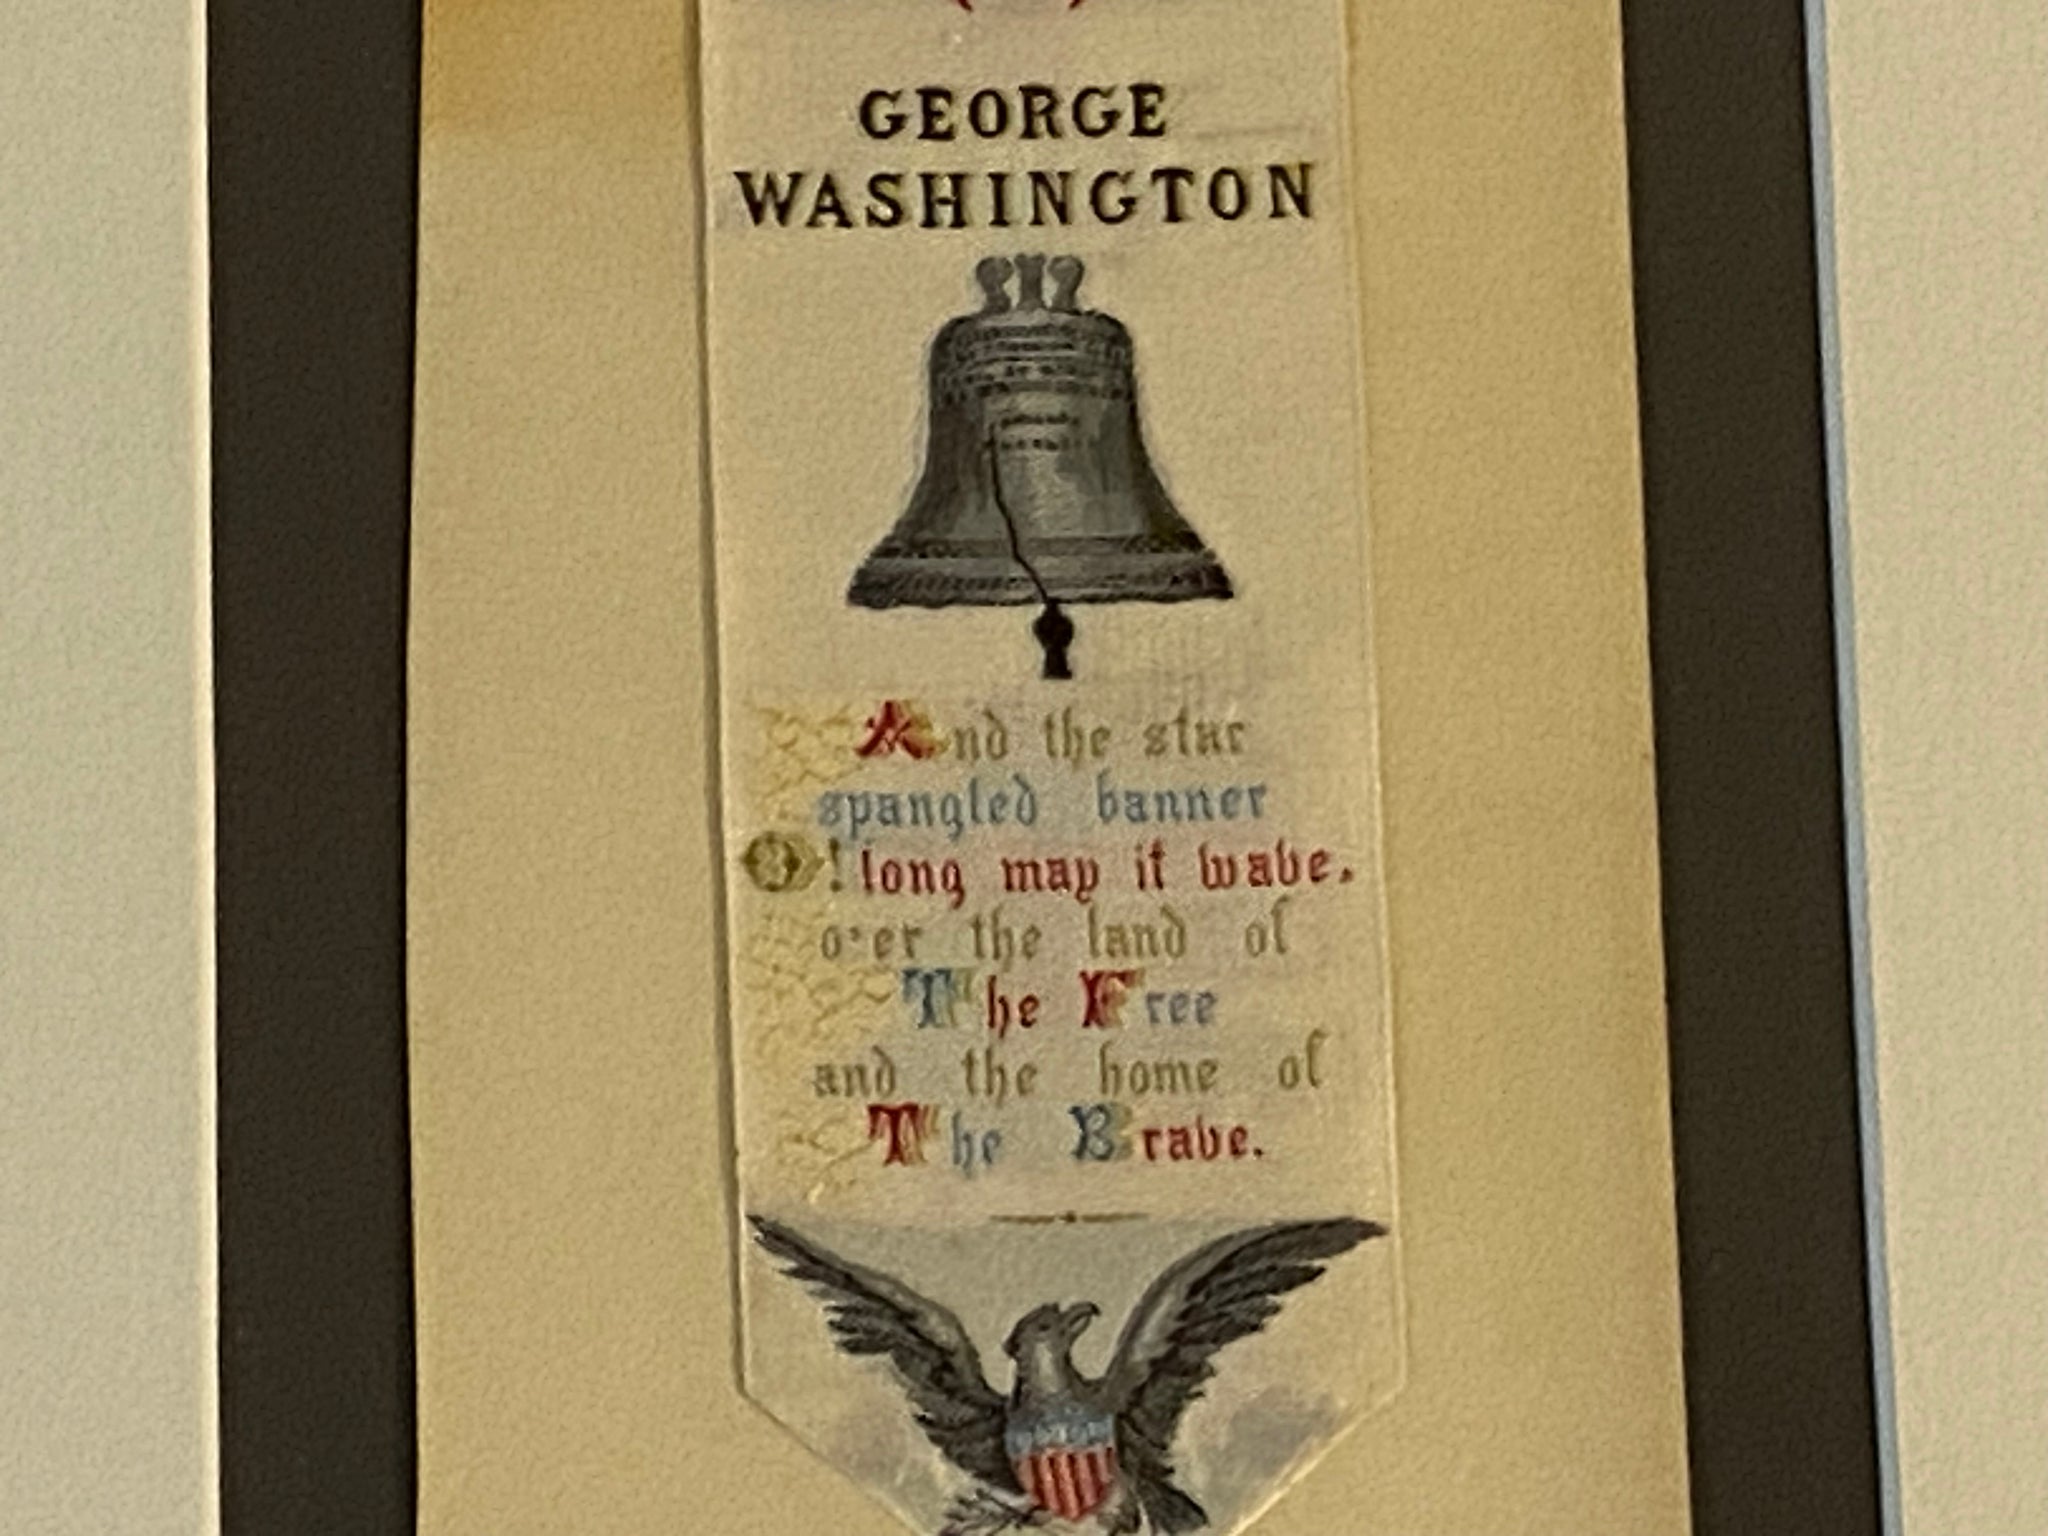 GEORGE
WASHINGTON
And the star
spangled banner
O! long may it wave.
o'er the land of
The Free
and the home of
The Brave.